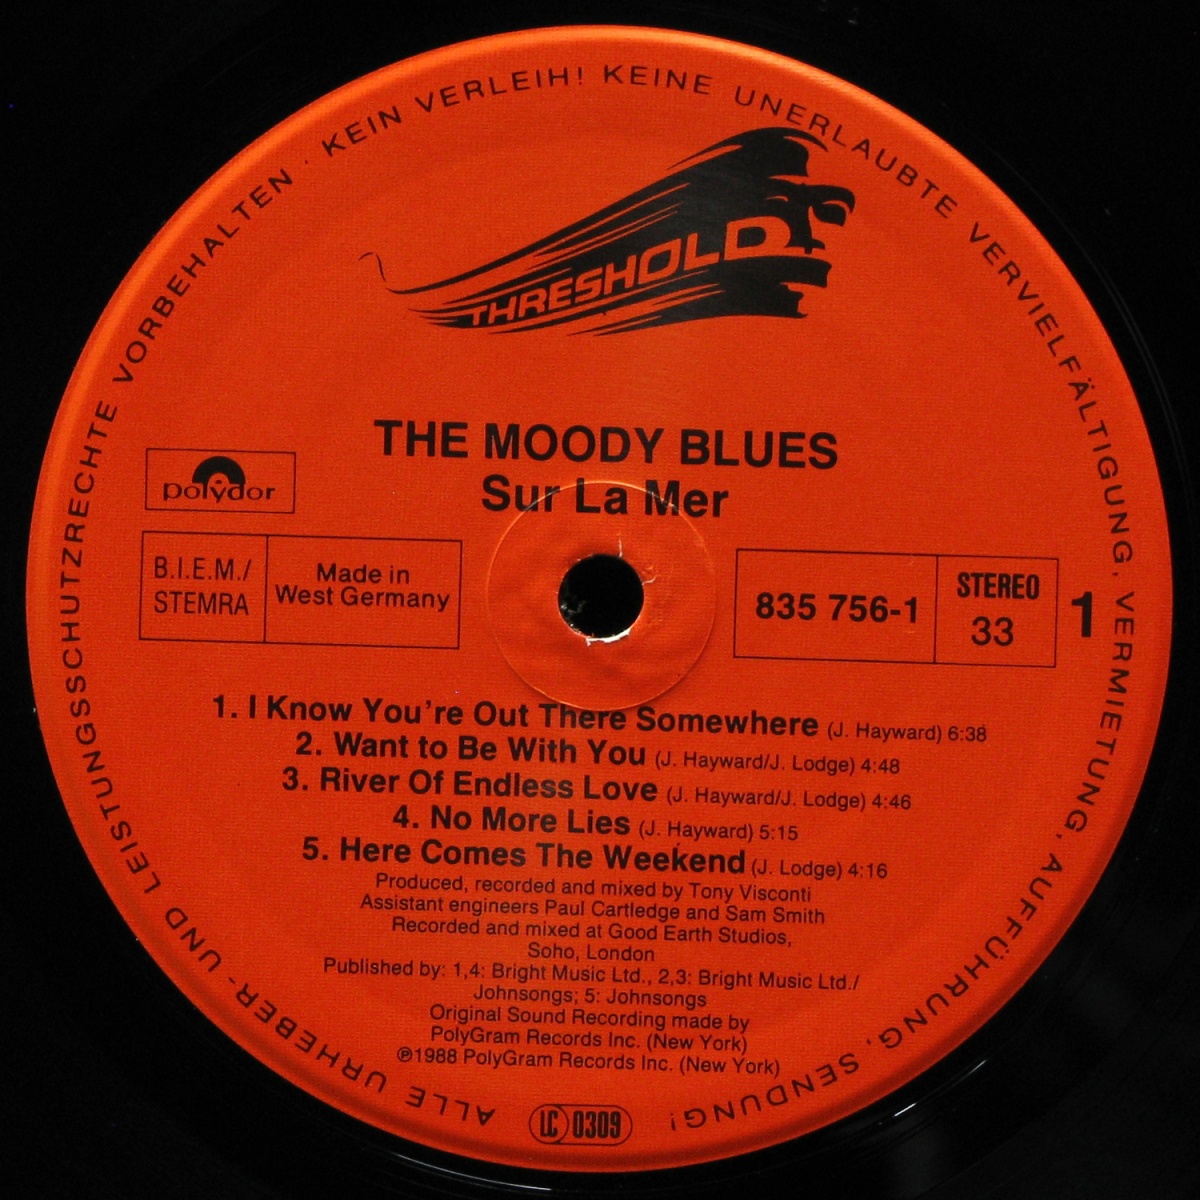 ALLE URHEBER- UND LEISTUNGSSCHUTZRECHTE VORBEHALTEN · KEIN VERLEIH! KEINE UNERLAUBTE VERVIELFÄLTIGUNG, VERMIETUNG, AUFFÜHRUNG, SENDUNG!
THRESHOLD
THE MOODY BLUES
Sur La Mer
polydor
B.I.E.M./
STEMRA
Made in
West Germany
835 756-1
STEREO
33
1
1. I Know You're Out There Somewhere (J. Hayward) 6:38
2. Want to Be With You (J. Hayward/J. Lodge) 4:48
3. River Of Endless Love (J. Hayward/J. Lodge) 4:46
4. No More Lies (J. Hayward) 5:15
5. Here Comes The Weekend (J. Lodge) 4:16
Produced, recorded and mixed by Tony Visconti
Assistant engineers Paul Cartledge and Sam Smith
Recorded and mixed at Good Earth Studios,
Soho, London
Published by: 1,4: Bright Music Ltd., 2,3: Bright Music Ltd./
Johnsongs; 5: Johnsongs
Original Sound Recording made by
PolyGram Records Inc. (New York)
℗1988 PolyGram Records Inc. (New York)
LC 0309